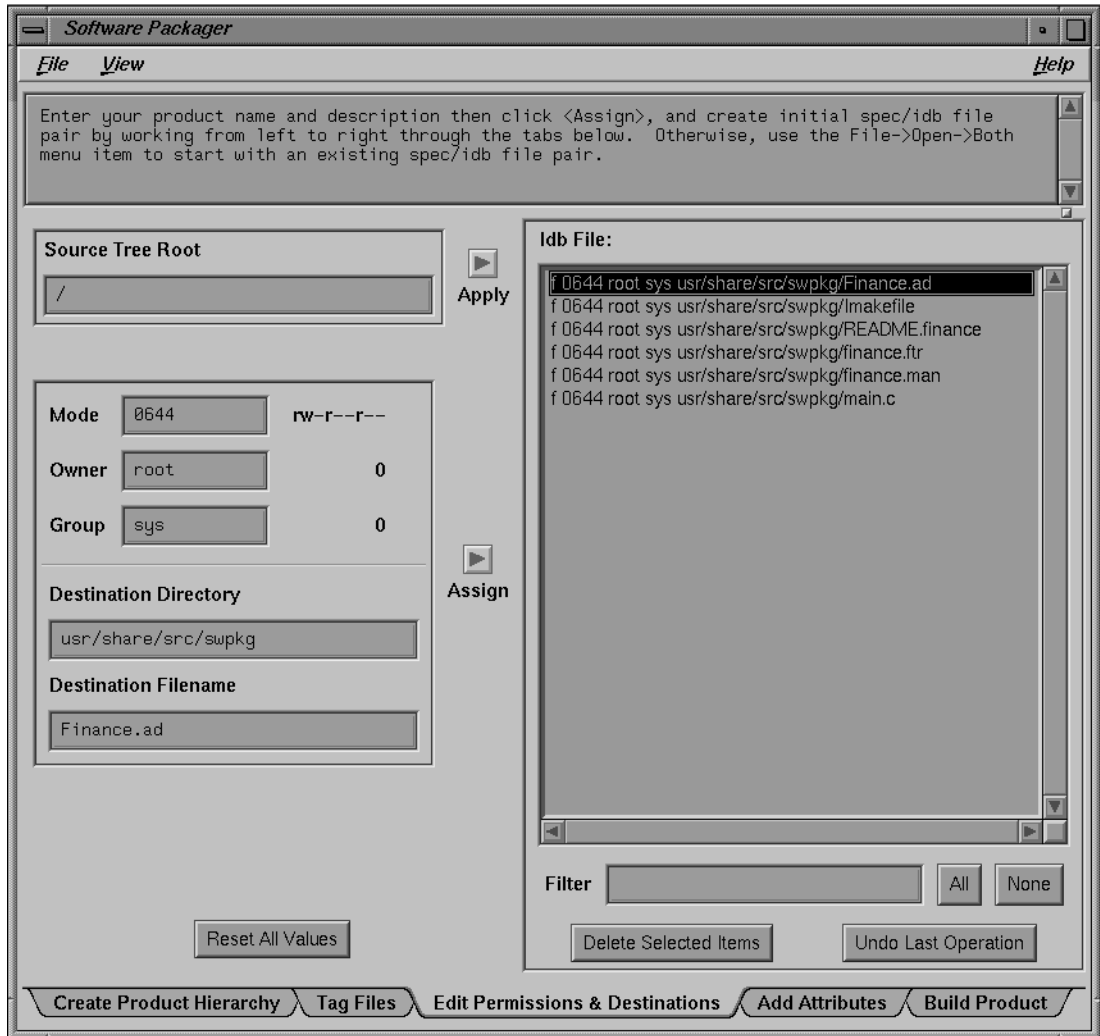 Software Packager
File View Help
Enter your product name and description then click <Assign>, and create initial spec/idb file
pair by working from left to right through the tabs below.  Otherwise, use the File->Open->Both
menu item to start with an existing spec/idb file pair.
Source Tree Root
/
Apply
Mode 0644 rw-r--r--
Owner root 0
Group sys 0
Assign
Destination Directory
usr/share/src/swpkg
Destination Filename
Finance.ad
Reset All Values
Idb File:
f 0644 root sys usr/share/src/swpkg/Finance.ad
f 0644 root sys usr/share/src/swpkg/Imakefile
f 0644 root sys usr/share/src/swpkg/README.finance
f 0644 root sys usr/share/src/swpkg/finance.ftr
f 0644 root sys usr/share/src/swpkg/finance.man
f 0644 root sys usr/share/src/swpkg/main.c
Filter All None
Delete Selected Items Undo Last Operation
Create Product Hierarchy Tag Files Edit Permissions & Destinations Add Attributes Build Product